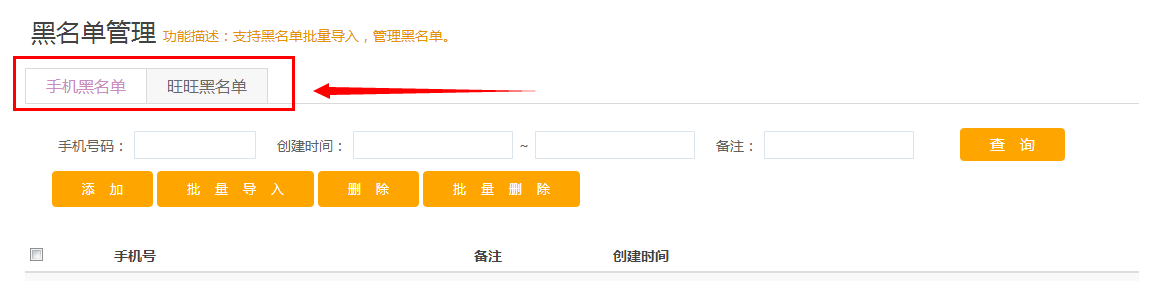 黑名单管理 功能描述：支持黑名单批量导入，管理黑名单。
手机黑名单 旺旺黑名单
手机号码： 创建时间： ~ 备注： 查 询
添 加 批 量 导 入 删 除 批 量 删 除
手机号 备注 创建时间